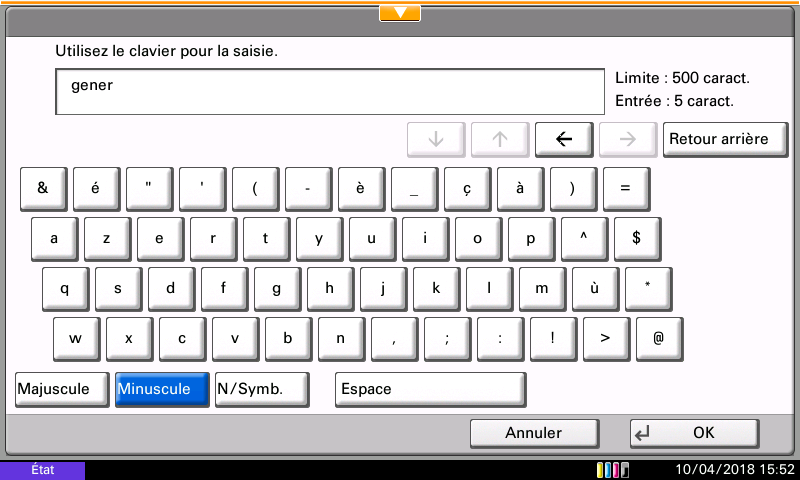 Utilisez le clavier pour la saisie.
gener
Limite : 500 caract.
Entrée : 5 caract.
↓ ↑ ← → Retour arrière
& é " ' ( - è _ ç à ) =
a z e r t y u i o p ^ $
q s d f g h j k l m ù *
w x c v b n , ; : ! > @
Majuscule Minuscule N/Symb. Espace
Annuler OK
État 10/04/2018 15:52